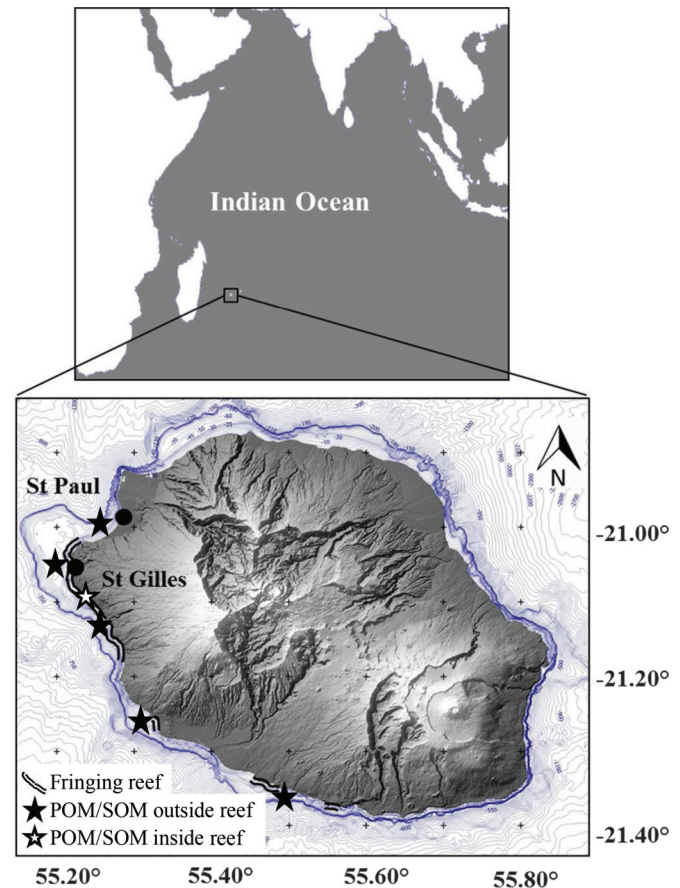 Indian Ocean
N
St Paul
St Gilles
-21.00°
-21.20°
-21.40°
Fringing reef
POM/SOM outside reef
POM/SOM inside reef
55.20° 55.40° 55.60° 55.80°